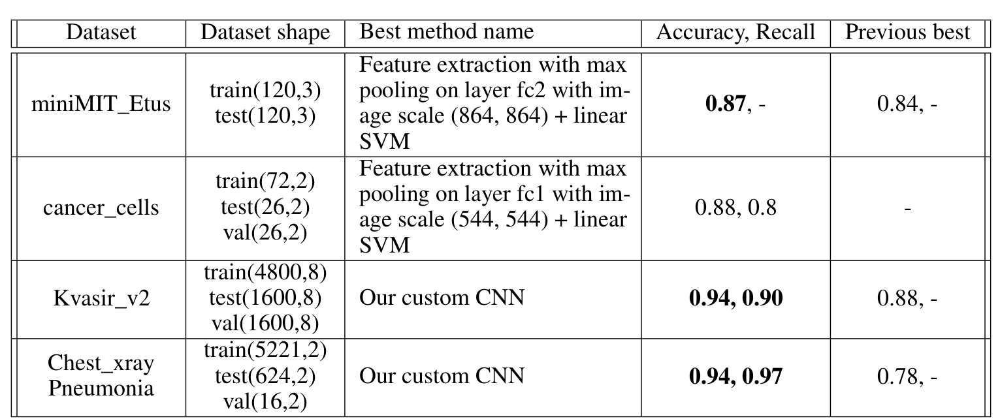 Dataset Dataset shape Best method name Accuracy, Recall Previous best
miniMIT_Etus
train(120,3)
test(120,3)
Feature extraction with max
pooling on layer fc2 with im-
age scale (864, 864) + linear
SVM
0.87, -
0.84, -
cancer_cells
train(72,2)
test(26,2)
val(26,2)
Feature extraction with max
pooling on layer fc1 with im-
age scale (544, 544) + linear
SVM
0.88, 0.8
-
Kvasir_v2
train(4800,8)
test(1600,8)
val(1600,8)
Our custom CNN
0.94, 0.90
0.88, -
Chest_xray
Pneumonia
train(5221,2)
test(624,2)
val(16,2)
Our custom CNN
0.94, 0.97
0.78, -